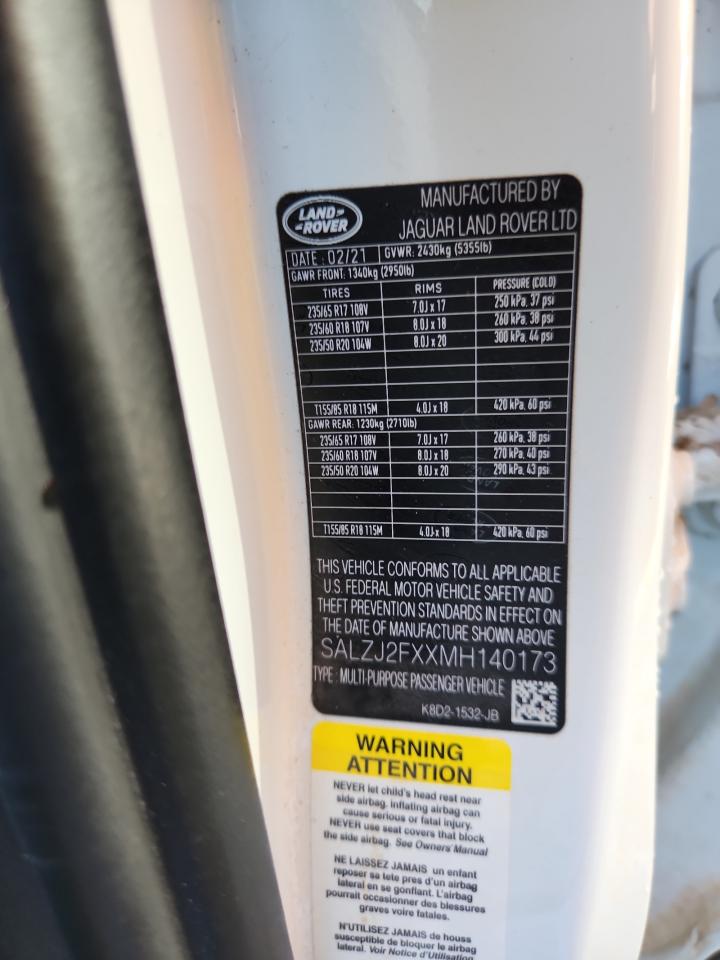 LAND-
-ROVER
MANUFACTURED BY
JAGUAR LAND ROVER LTD
DATE : 02/21 GVWR: 2430kg (5355lb)
GAWR FRONT: 1340kg (2950lb)
TIRES RIMS PRESSURE (COLD)
235/65 R17 108V 7.0J x 17 250 kPa, 37 psi
235/60 R18 107V 8.0J x 18 260 kPa, 38 psi
235/50 R20 104W 8.0J x 20 300 kPa, 44 psi
T155/85 R18 115M 4.0J x 18 420 kPa, 60 psi
GAWR REAR: 1230kg (2710lb)
235/65 R17 108V 7.0J x 17 260 kPa, 38 psi
235/60 R18 107V 8.0J x 18 270 kPa, 40 psi
235/50 R20 104W 8.0J x 20 290 kPa, 43 psi
T155/85 R18 115M 4.0J x 18 420 kPa, 60 psi
THIS VEHICLE CONFORMS TO ALL APPLICABLE
U.S. FEDERAL MOTOR VEHICLE SAFETY AND
THEFT PREVENTION STANDARDS IN EFFECT ON
THE DATE OF MANUFACTURE SHOWN ABOVE
SALZJ2FXXMH140173
TYPE : MULTI-PURPOSE PASSENGER VEHICLE
K8D2-1532-JB
WARNING
ATTENTION
NEVER let child's head rest near
side airbag. Inflating airbag can
cause serious or fatal injury.
NEVER use seat covers that block
the side airbag. See Owners Manual
NE LAISSEZ JAMAIS un enfant
reposer sa tete pres d'un airbag
lateral en se gonflant. L'airbag
pourrait occasionner des blessures
graves voire fatales.
N'UTILISEZ JAMAIS de houss
susceptible de bloquer le airbag
lateral. Voir Notice d'Utilisation